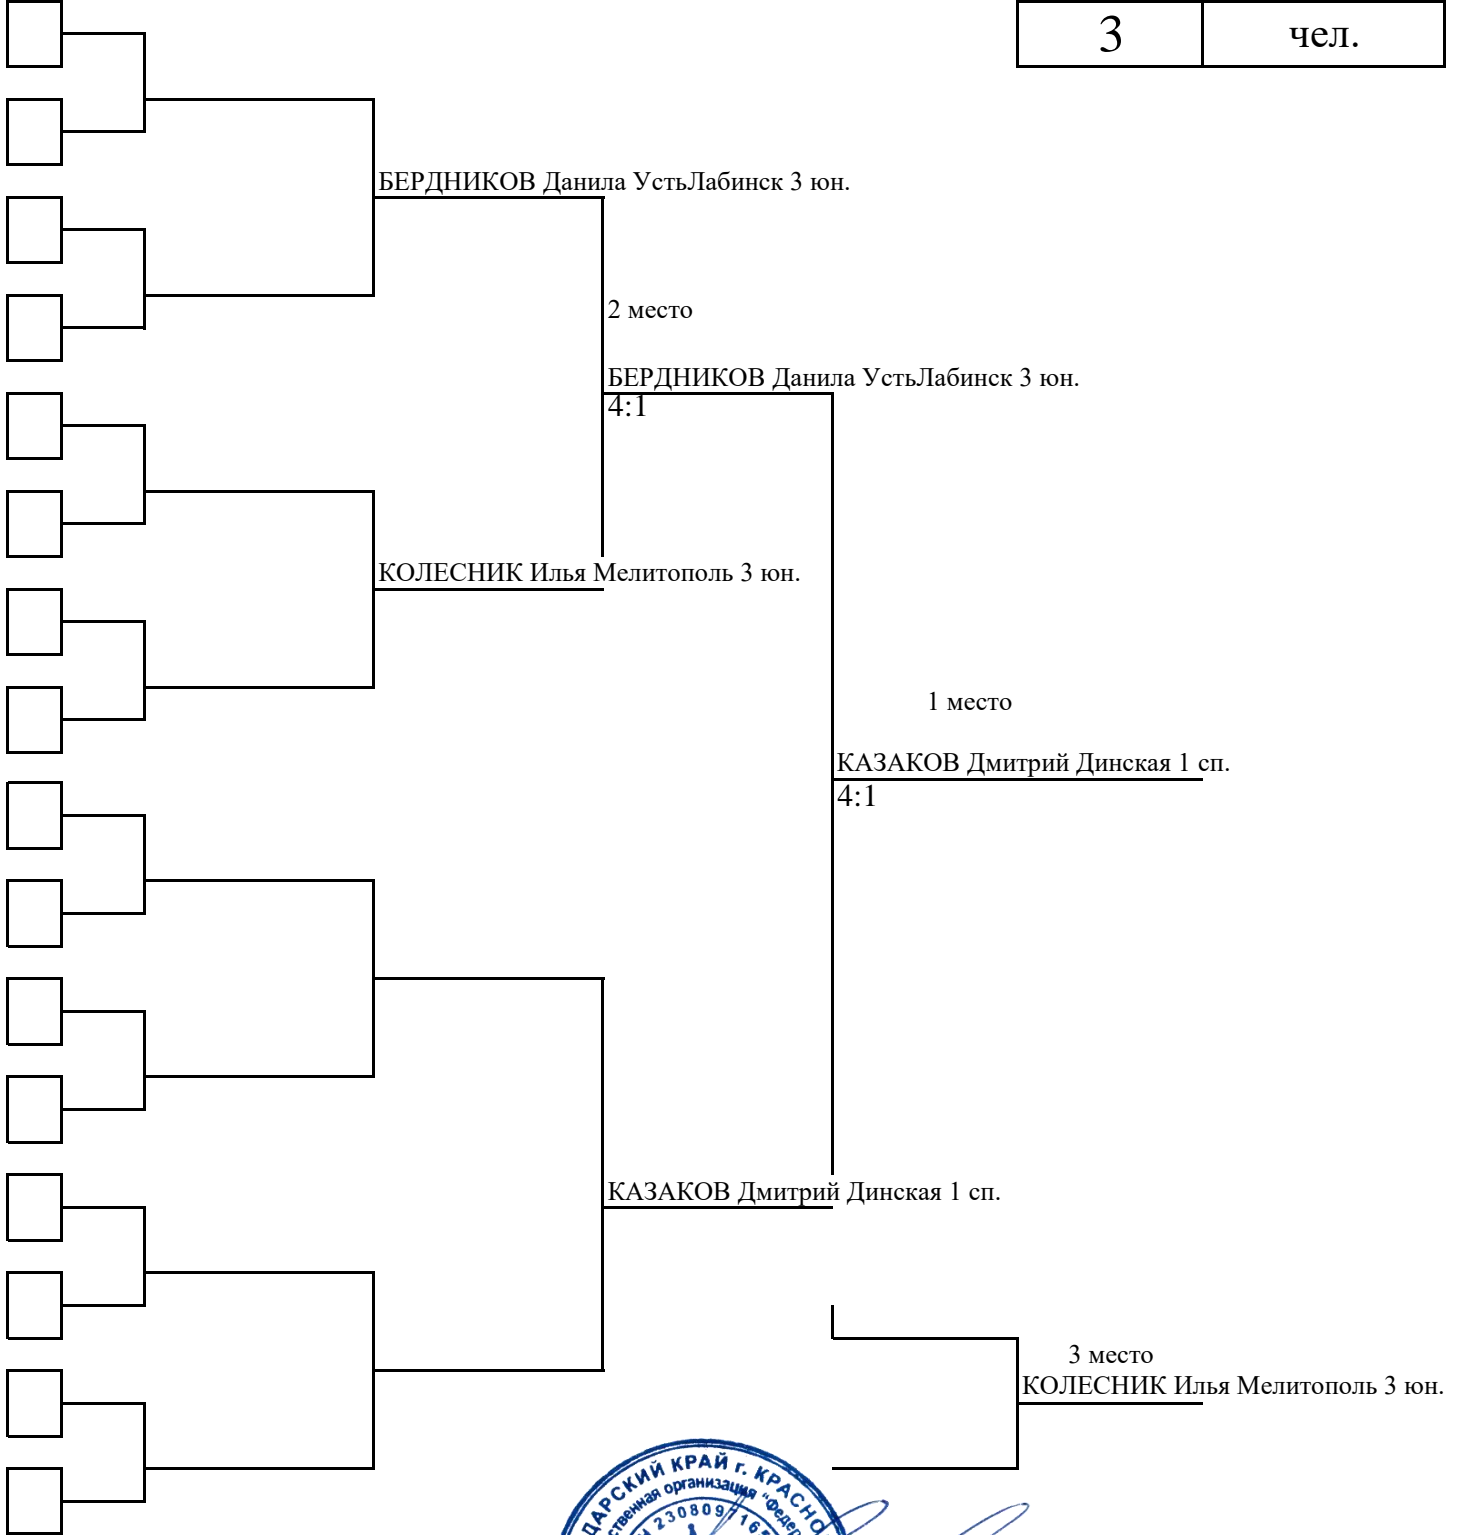 3 чел.
БЕРДНИКОВ Данила УстьЛабинск 3 юн.
2 место
БЕРДНИКОВ Данила УстьЛабинск 3 юн.
4:1
КОЛЕСНИК Илья Мелитополь 3 юн.
1 место
КАЗАКОВ Дмитрий Динская 1 сп.
4:1
КАЗАКОВ Дмитрий Динская 1 сп.
3 место
КОЛЕСНИК Илья Мелитополь 3 юн.
КРАЙ г.
организация